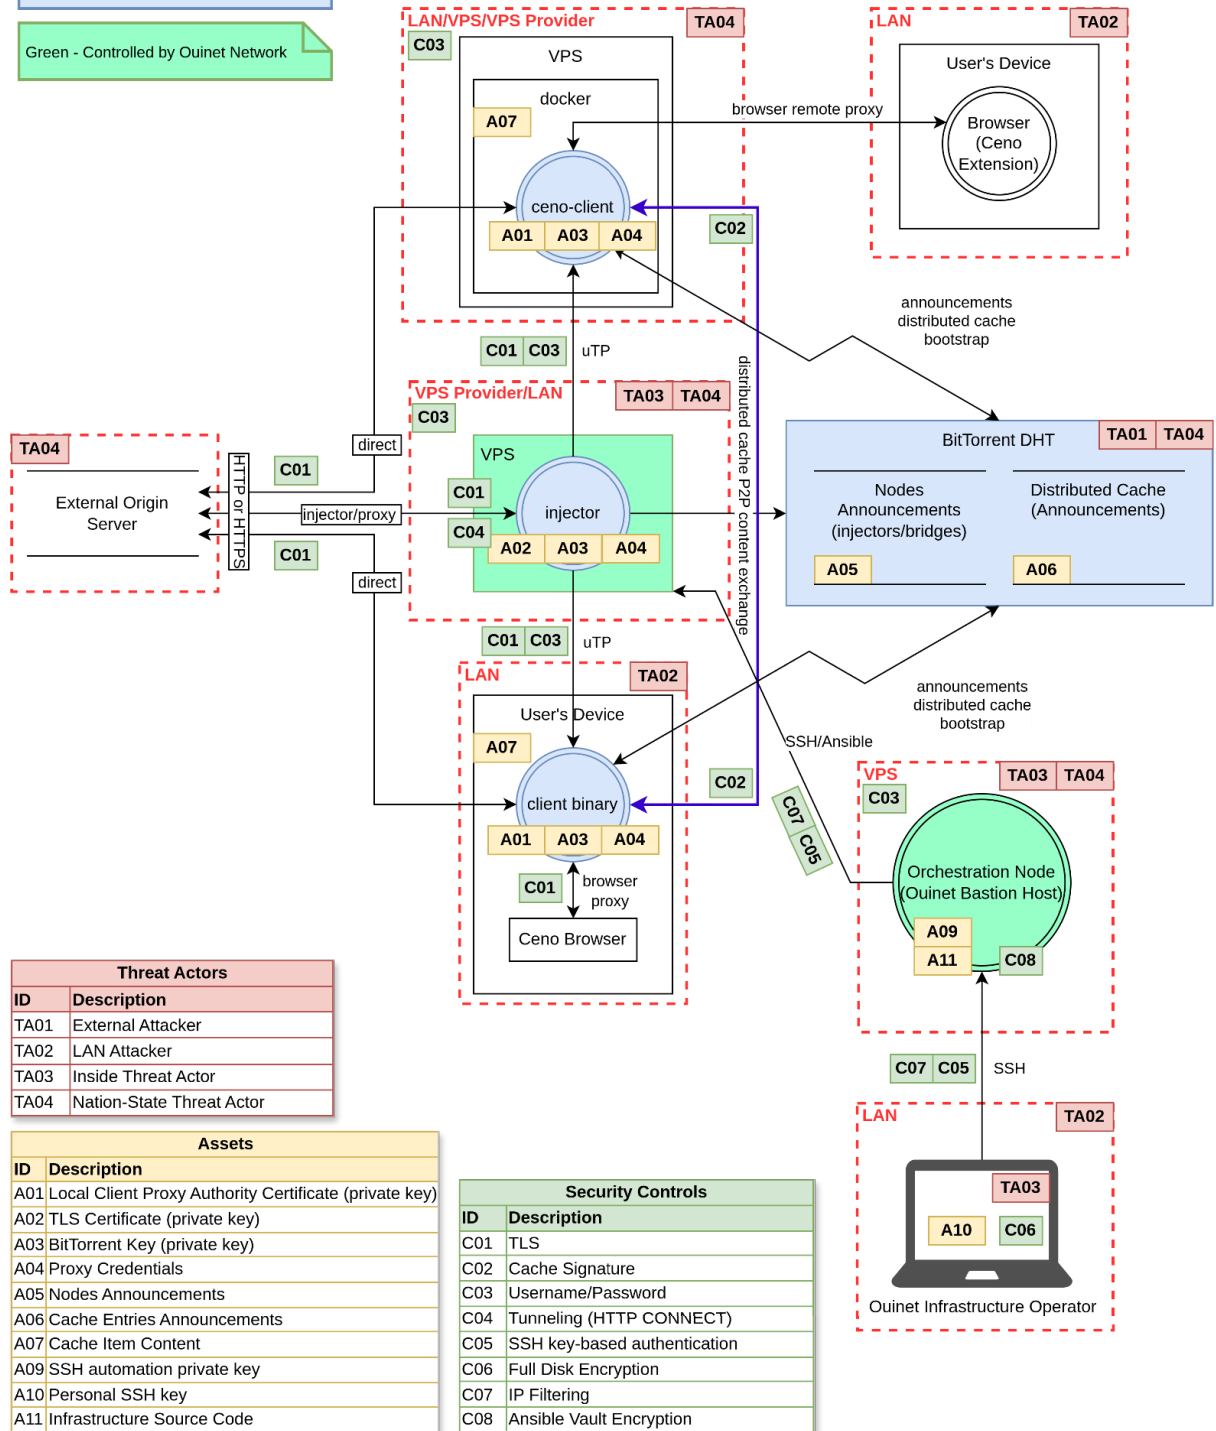 Green - Controlled by Ouinet Network
LAN/VPS/VPS Provider
TA04
C03
VPS
docker
A07
ceno-client
A01 A03 A04
LAN
TA02
User's Device
Browser
(Ceno
Extension)
browser remote proxy
C02
announcements
distributed cache
bootstrap
C01 C03
uTP
VPS Provider/LAN
TA03 TA04
C03
VPS
C01
injector
C04
A02 A03 A04
distributed cache P2P content exchange
TA04
External Origin
Server
HTTP or HTTPS
C01
direct
injector/proxy
C01
direct
BitTorrent DHT
TA01 TA04
Nodes
Announcements
(injectors/bridges)
A05
Distributed Cache
(Announcements)
A06
C01 C03
uTP
LAN
TA02
User's Device
A07
client binary
A01 A03 A04
C01
browser
proxy
Ceno Browser
C02
announcements
distributed cache
bootstrap
SSH/Ansible
C07 C05
VPS
TA03 TA04
C03
Orchestration Node
(Ouinet Bastion Host)
A09
A11
C08
C07 C05
SSH
LAN
TA02
TA03
A10
C06
Ouinet Infrastructure Operator
Threat Actors
ID Description
TA01 External Attacker
TA02 LAN Attacker
TA03 Inside Threat Actor
TA04 Nation-State Threat Actor
Assets
ID Description
A01 Local Client Proxy Authority Certificate (private key)
A02 TLS Certificate (private key)
A03 BitTorrent Key (private key)
A04 Proxy Credentials
A05 Nodes Announcements
A06 Cache Entries Announcements
A07 Cache Item Content
A09 SSH automation private key
A10 Personal SSH key
A11 Infrastructure Source Code
Security Controls
ID Description
C01 TLS
C02 Cache Signature
C03 Username/Password
C04 Tunneling (HTTP CONNECT)
C05 SSH key-based authentication
C06 Full Disk Encryption
C07 IP Filtering
C08 Ansible Vault Encryption